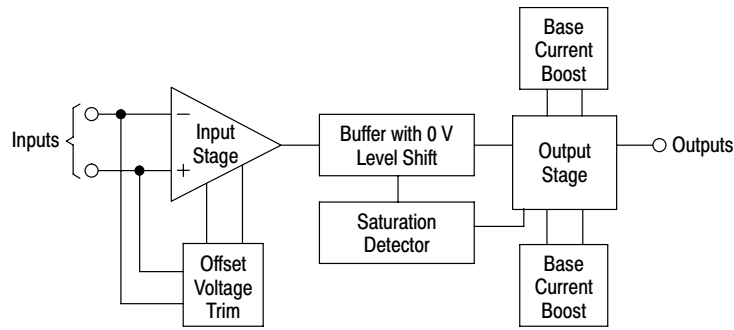 Base
Current
Boost
Inputs
−
+
Input
Stage
Buffer with 0 V
Level Shift
Output
Stage
Outputs
Saturation
Detector
Offset
Voltage
Trim
Base
Current
Boost